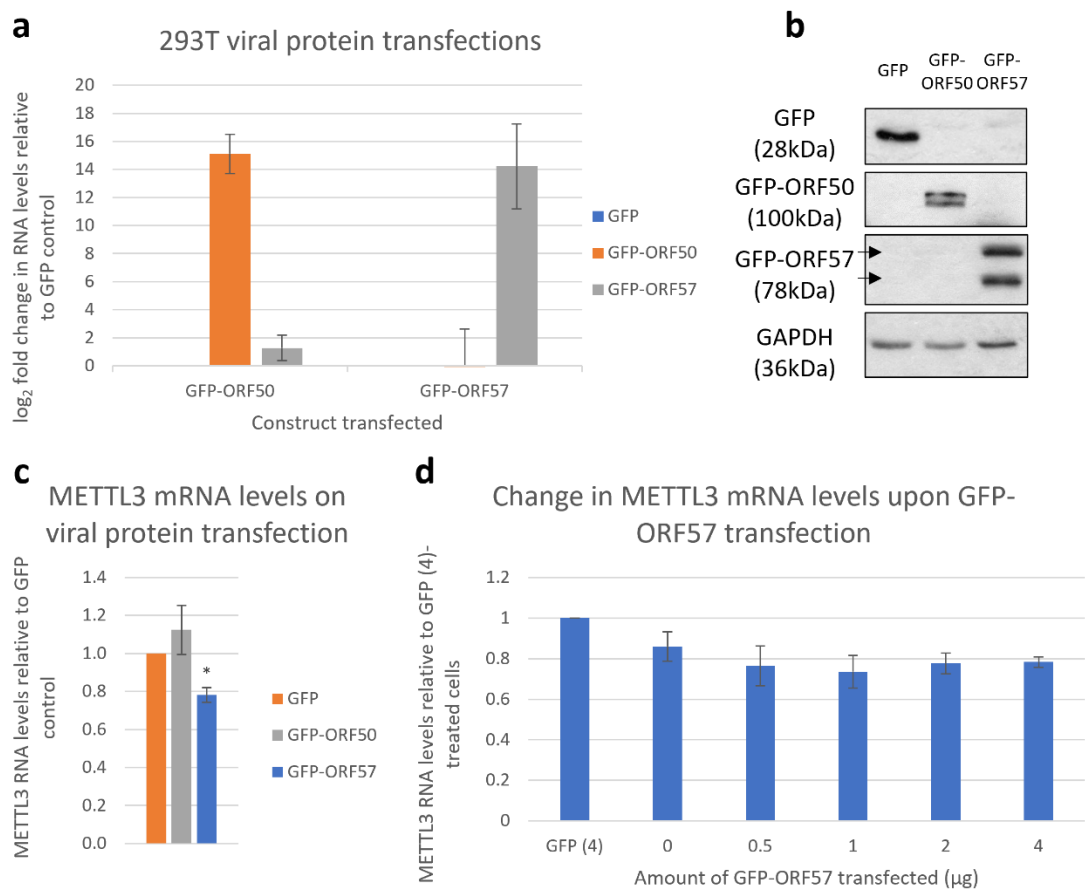 a
293T viral protein transfections
log2 fold change in RNA levels relative
to GFP control
20
18
16
14
12
10
8
6
4
2
0
GFP-ORF50
GFP-ORF57
Construct transfected
GFP
GFP-ORF50
GFP-ORF57
b
GFP
GFP-
ORF50
GFP-
ORF57
GFP
(28kDa)
GFP-ORF50
(100kDa)
GFP-ORF57
(78kDa)
GAPDH
(36kDa)
c
METTL3 mRNA levels on
viral protein transfection
METTL3 RNA levels relative to GFP
control
1.4
1.2
1.0
0.8
0.6
0.4
0.2
0.0
*
GFP
GFP-ORF50
GFP-ORF57
d
Change in METTL3 mRNA levels upon GFP-
ORF57 transfection
METTL3 RNA levels relative to GFP (4)-
treated cells
1.2
1
0.8
0.6
0.4
0.2
0
GFP (4)
0
0.5
1
2
4
Amount of GFP-ORF57 transfected (µg)